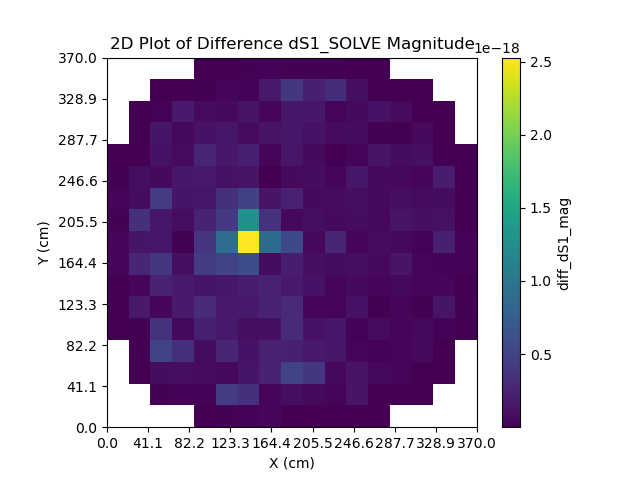 2D Plot of Difference dS1_SOLVE Magnitude
1e−18
370.0
328.9
287.7
246.6
205.5
164.4
123.3
82.2
41.1
0.0
Y (cm)
0.0 41.1 82.2 123.3 164.4 205.5 246.6 287.7 328.9 370.0
X (cm)
2.5
2.0
1.5
1.0
0.5
diff_dS1_mag